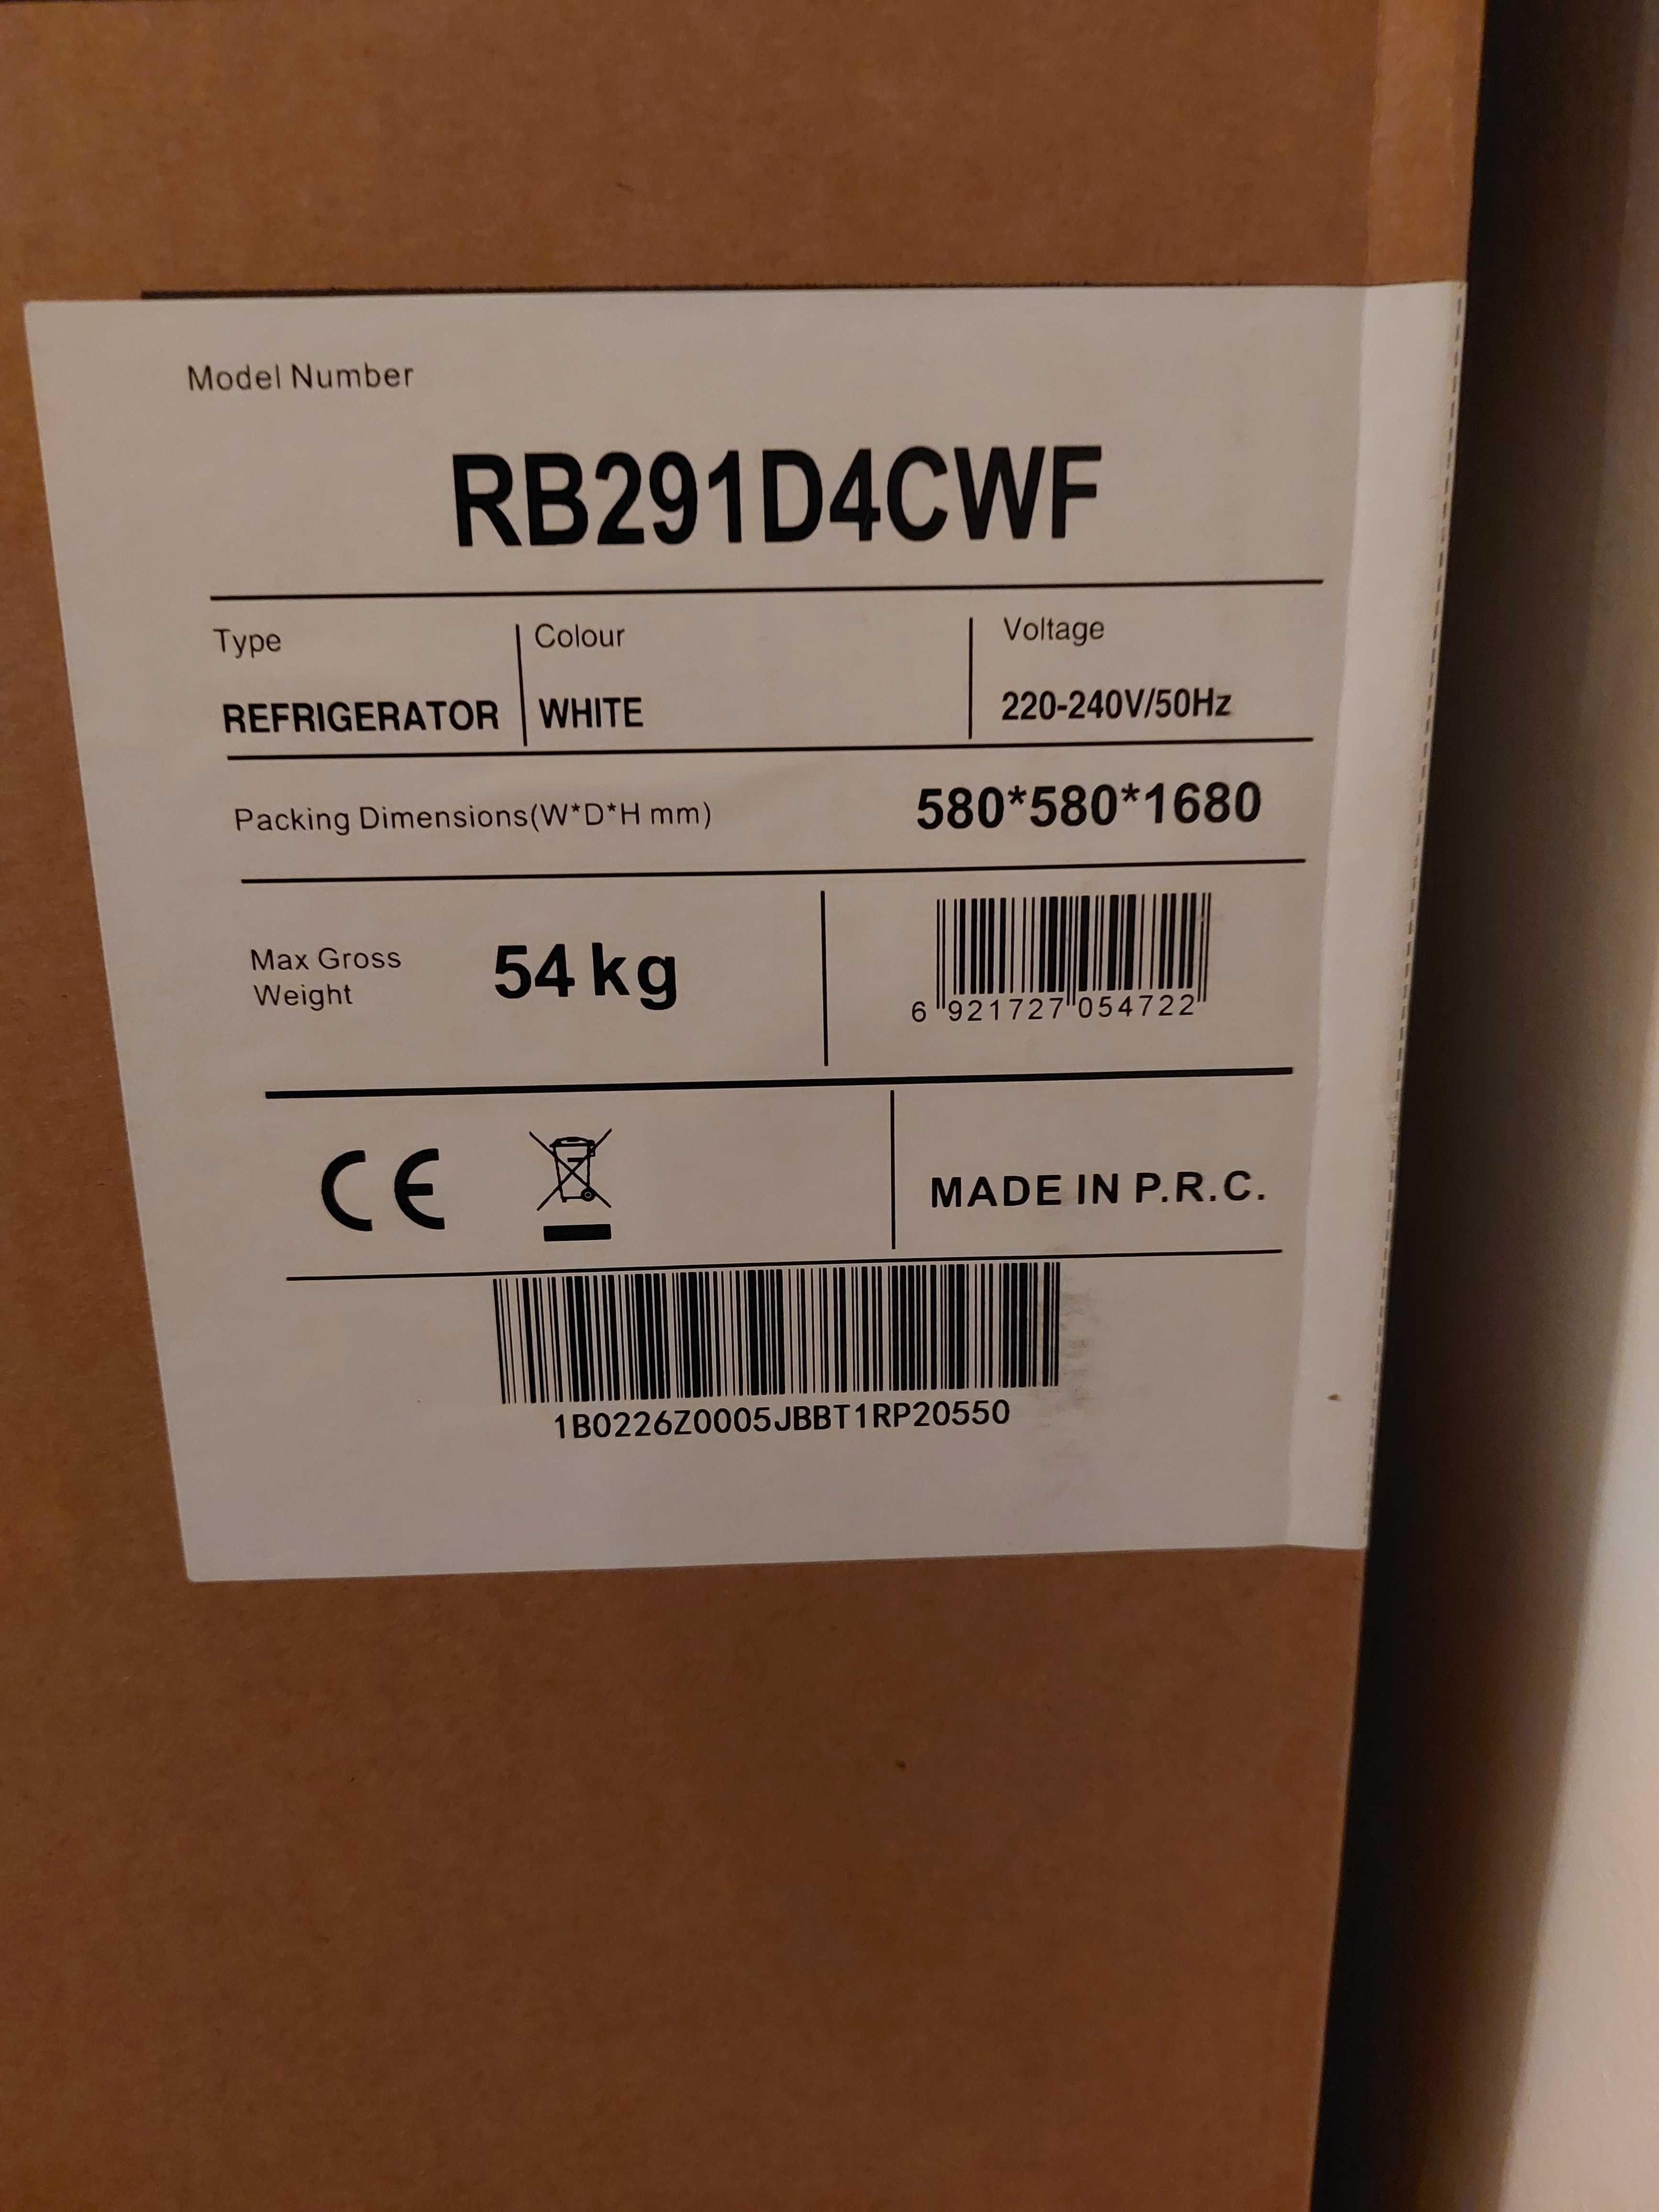 Model Number
RB291D4CWF
Type
Colour
Voltage
REFRIGERATOR
WHITE
220-240V/50Hz
Packing Dimensions(W*D*H mm)
580*580*1680
Max Gross
Weight
54 kg
6 921727 054722
CE
MADE IN P.R.C.
1B0226Z0005JBBT1RP20550